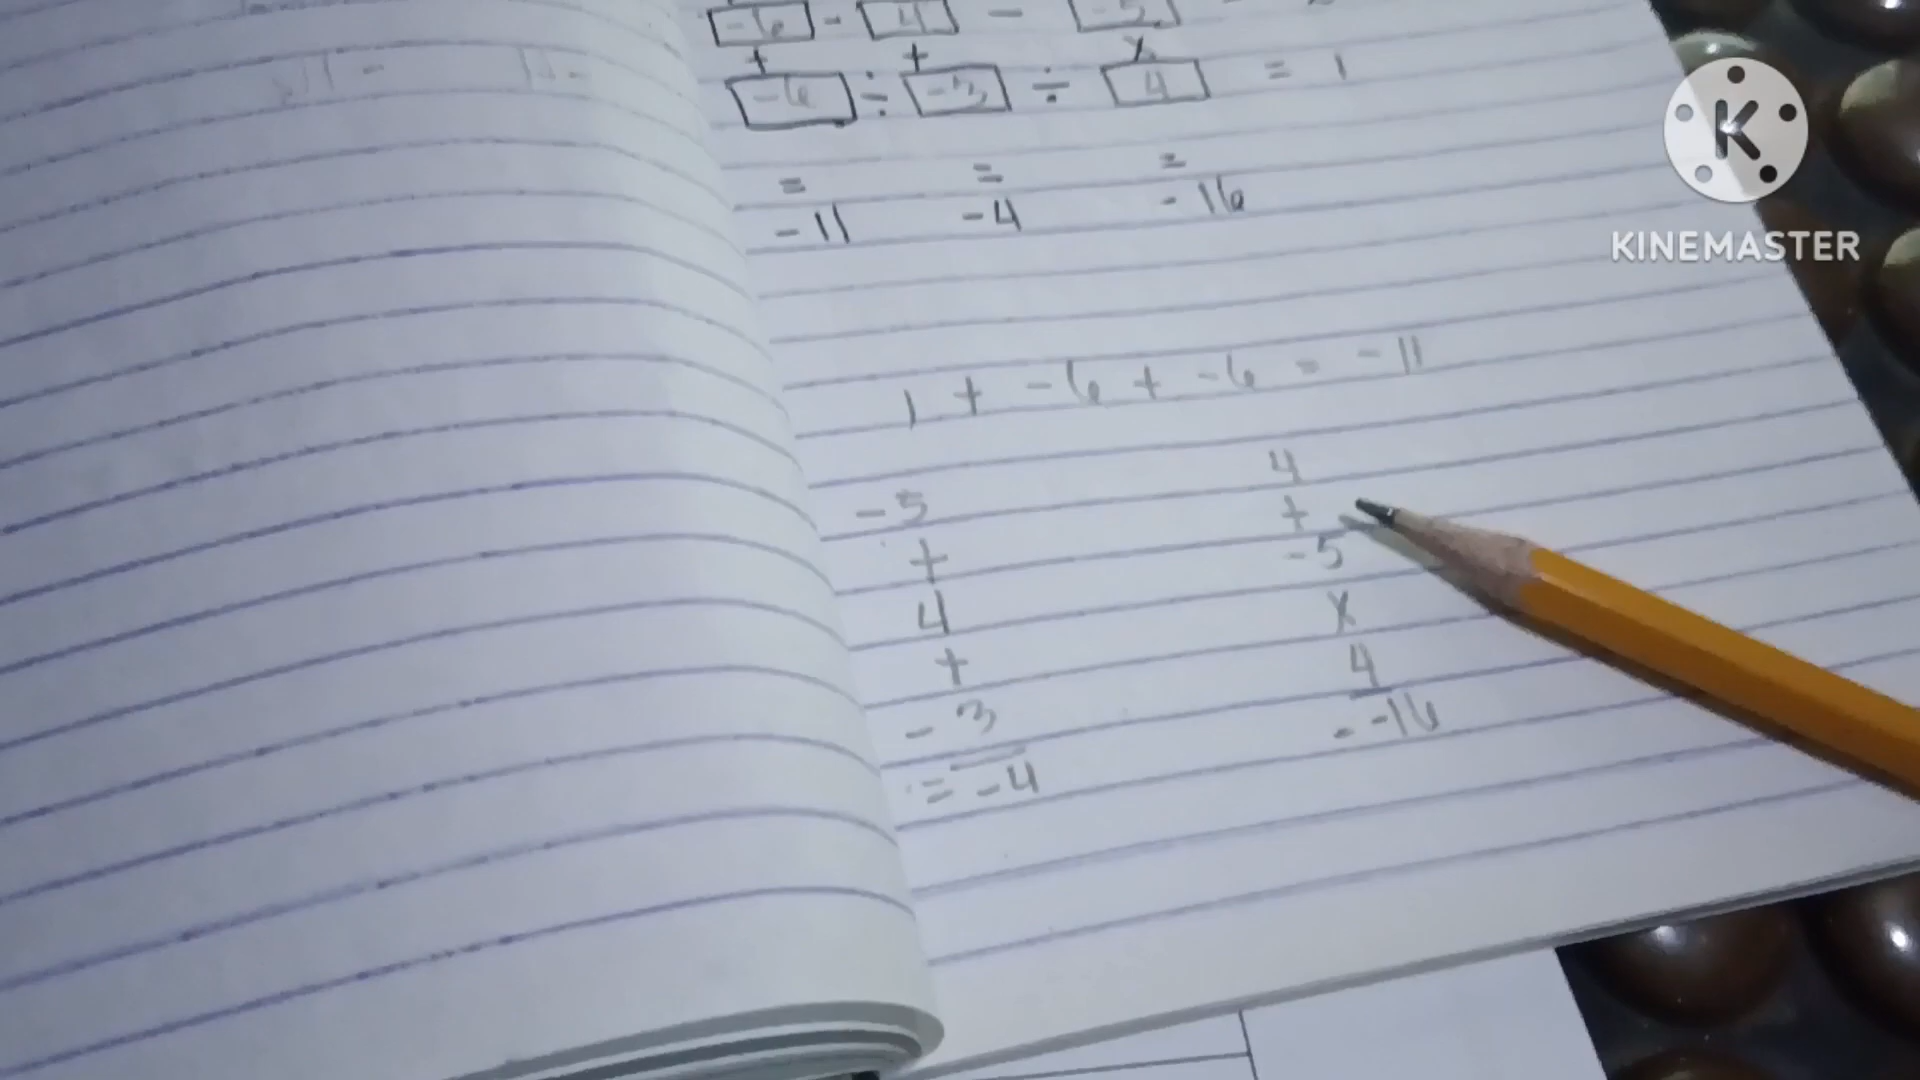 -6 - 4 - -5
+ + x
-6 ÷ -3 ÷ 4 = 1
= = =
-11 -4 -16
KINEMASTER
1 + -6 + -6 = -11
-5
+
4
+
-3
= -4
4
+
-5
x
4
- -16